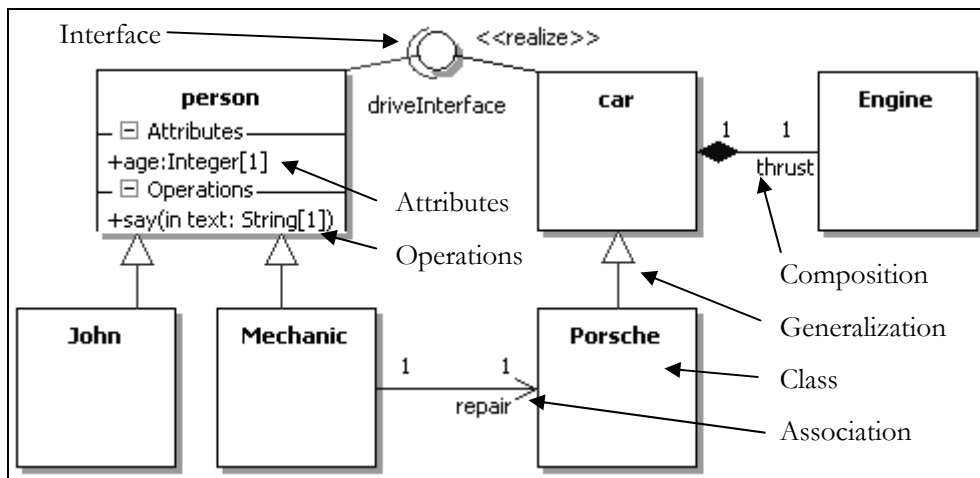 Interface
<<realize>>
driveInterface
person
Attributes
+age:Integer[1]
Operations
+say(in text: String[1])
car
1 1
thrust
Engine
Attributes
Operations
Composition
Generalization
Class
Association
John
Mechanic
1 1
repair
Porsche